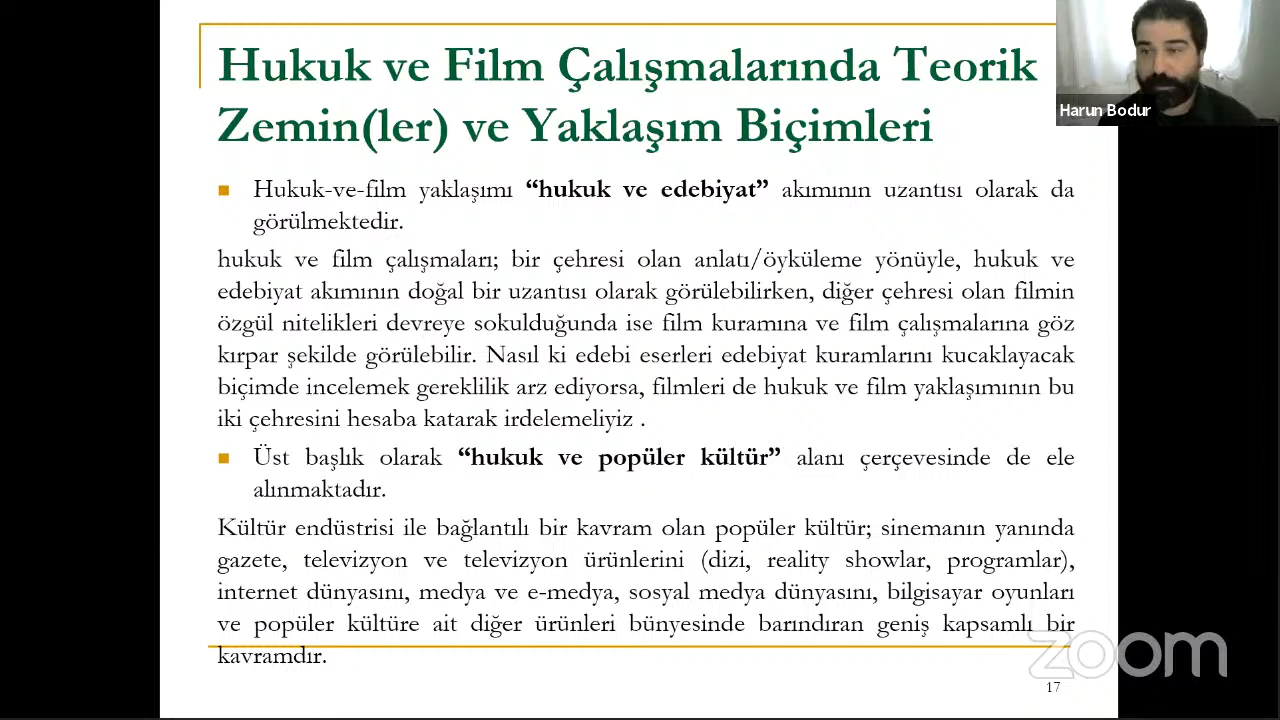 Hukuk ve Film Çalışmalarında Teorik
Zemin(ler) ve Yaklaşım Biçimleri
Harun Bodur
Hukuk-ve-film yaklaşımı “hukuk ve edebiyat” akımının uzantısı olarak da
görülmektedir.
hukuk ve film çalışmaları; bir çehresi olan anlatı/öyküleme yönüyle, hukuk ve
edebiyat akımının doğal bir uzantısı olarak görülebilirken, diğer çehresi olan filmin
özgül nitelikleri devreye sokulduğunda ise film kuramına ve film çalışmalarına göz
kırpar şekilde görülebilir. Nasıl ki edebi eserleri edebiyat kuramlarını kucaklayacak
biçimde incelemek gereklilik arz ediyorsa, filmleri de hukuk ve film yaklaşımının bu
iki çehresini hesaba katarak irdelemeliyiz .
Üst başlık olarak “hukuk ve popüler kültür” alanı çerçevesinde de ele
alınmaktadır.
Kültür endüstrisi ile bağlantılı bir kavram olan popüler kültür; sinemanın yanında
gazete, televizyon ve televizyon ürünlerini (dizi, reality showlar, programlar),
internet dünyasını, medya ve e-medya, sosyal medya dünyasını, bilgisayar oyunları
ve popüler kültüre ait diğer ürünleri bünyesinde barındıran geniş kapsamlı bir
kavramdır.
zoom
17